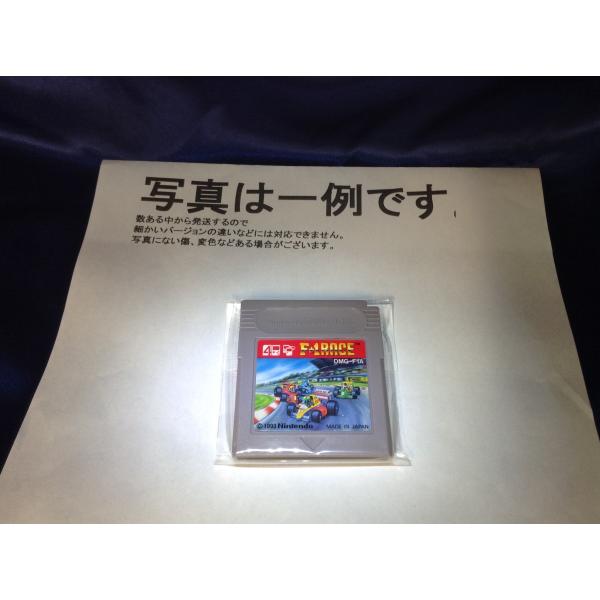 写真は一例です
数ある中から発送するので
細かいバージョンの違いなどには対応できません。
写真にない傷、変色などある場合がございます。
F-1 RACE
DMG-F1A
© Nintendo
MADE IN JAPAN